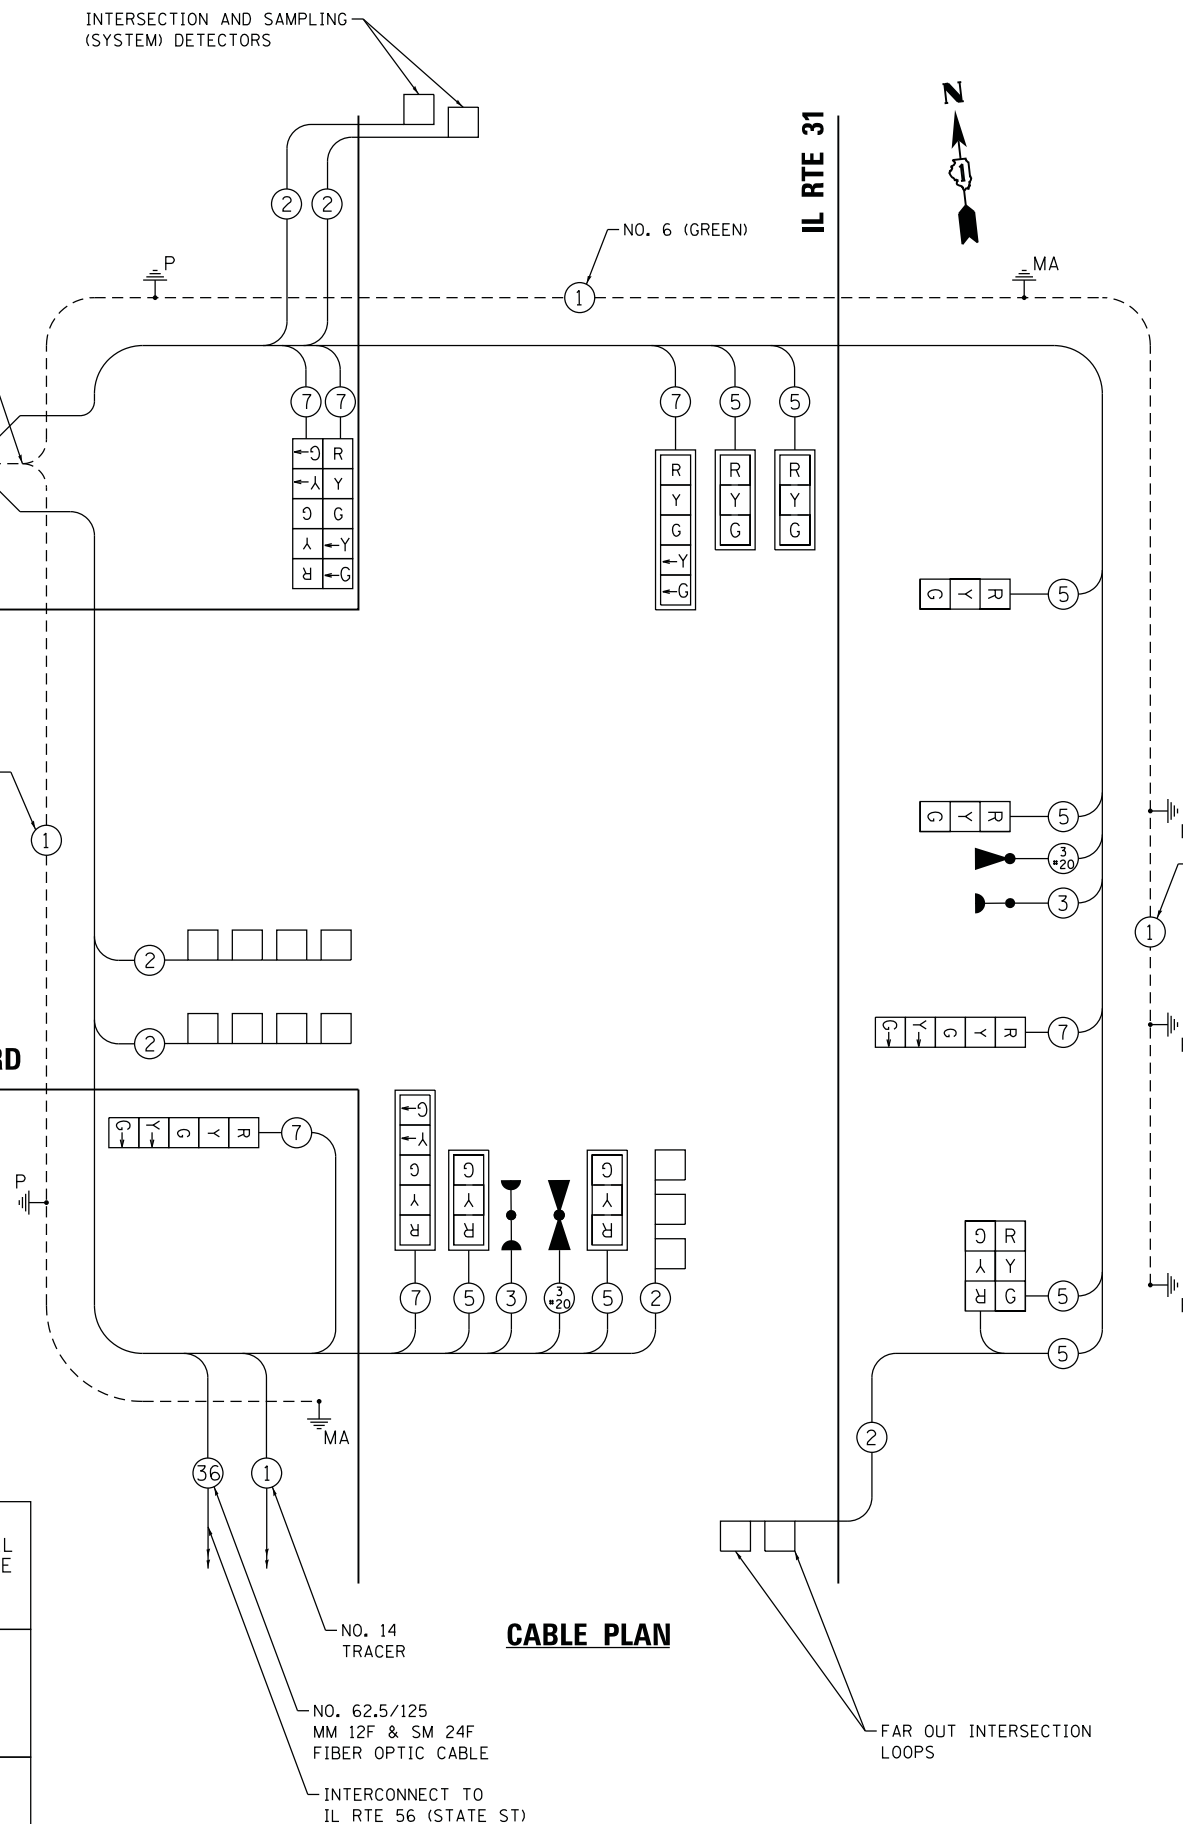 INTERSECTION AND SAMPLING
(SYSTEM) DETECTORS
IL RTE 31
N
1
2
2
NO. 6 (GREEN)
P
MA
1
7
7
7
5
5
G R
Y Y
G G
Y Y
R G
R
Y
G
Y
G
R
Y
G
R
Y
G
G Y R
5
G Y R
5
3
#20
3
1
1
2
2
RD
G Y G Y R
7
G Y G Y R
7
P
G
Y
G
Y
R
G
Y
R
G
Y
R
7
5
3
3
#20
5
2
G R
Y Y
R G
5
5
MA
2
36
1
L
E
NO. 14
TRACER
CABLE PLAN
NO. 62.5/125
MM 12F & SM 24F
FIBER OPTIC CABLE
FAR OUT INTERSECTION
LOOPS
INTERCONNECT TO
IL RTE 56 (STATE ST)